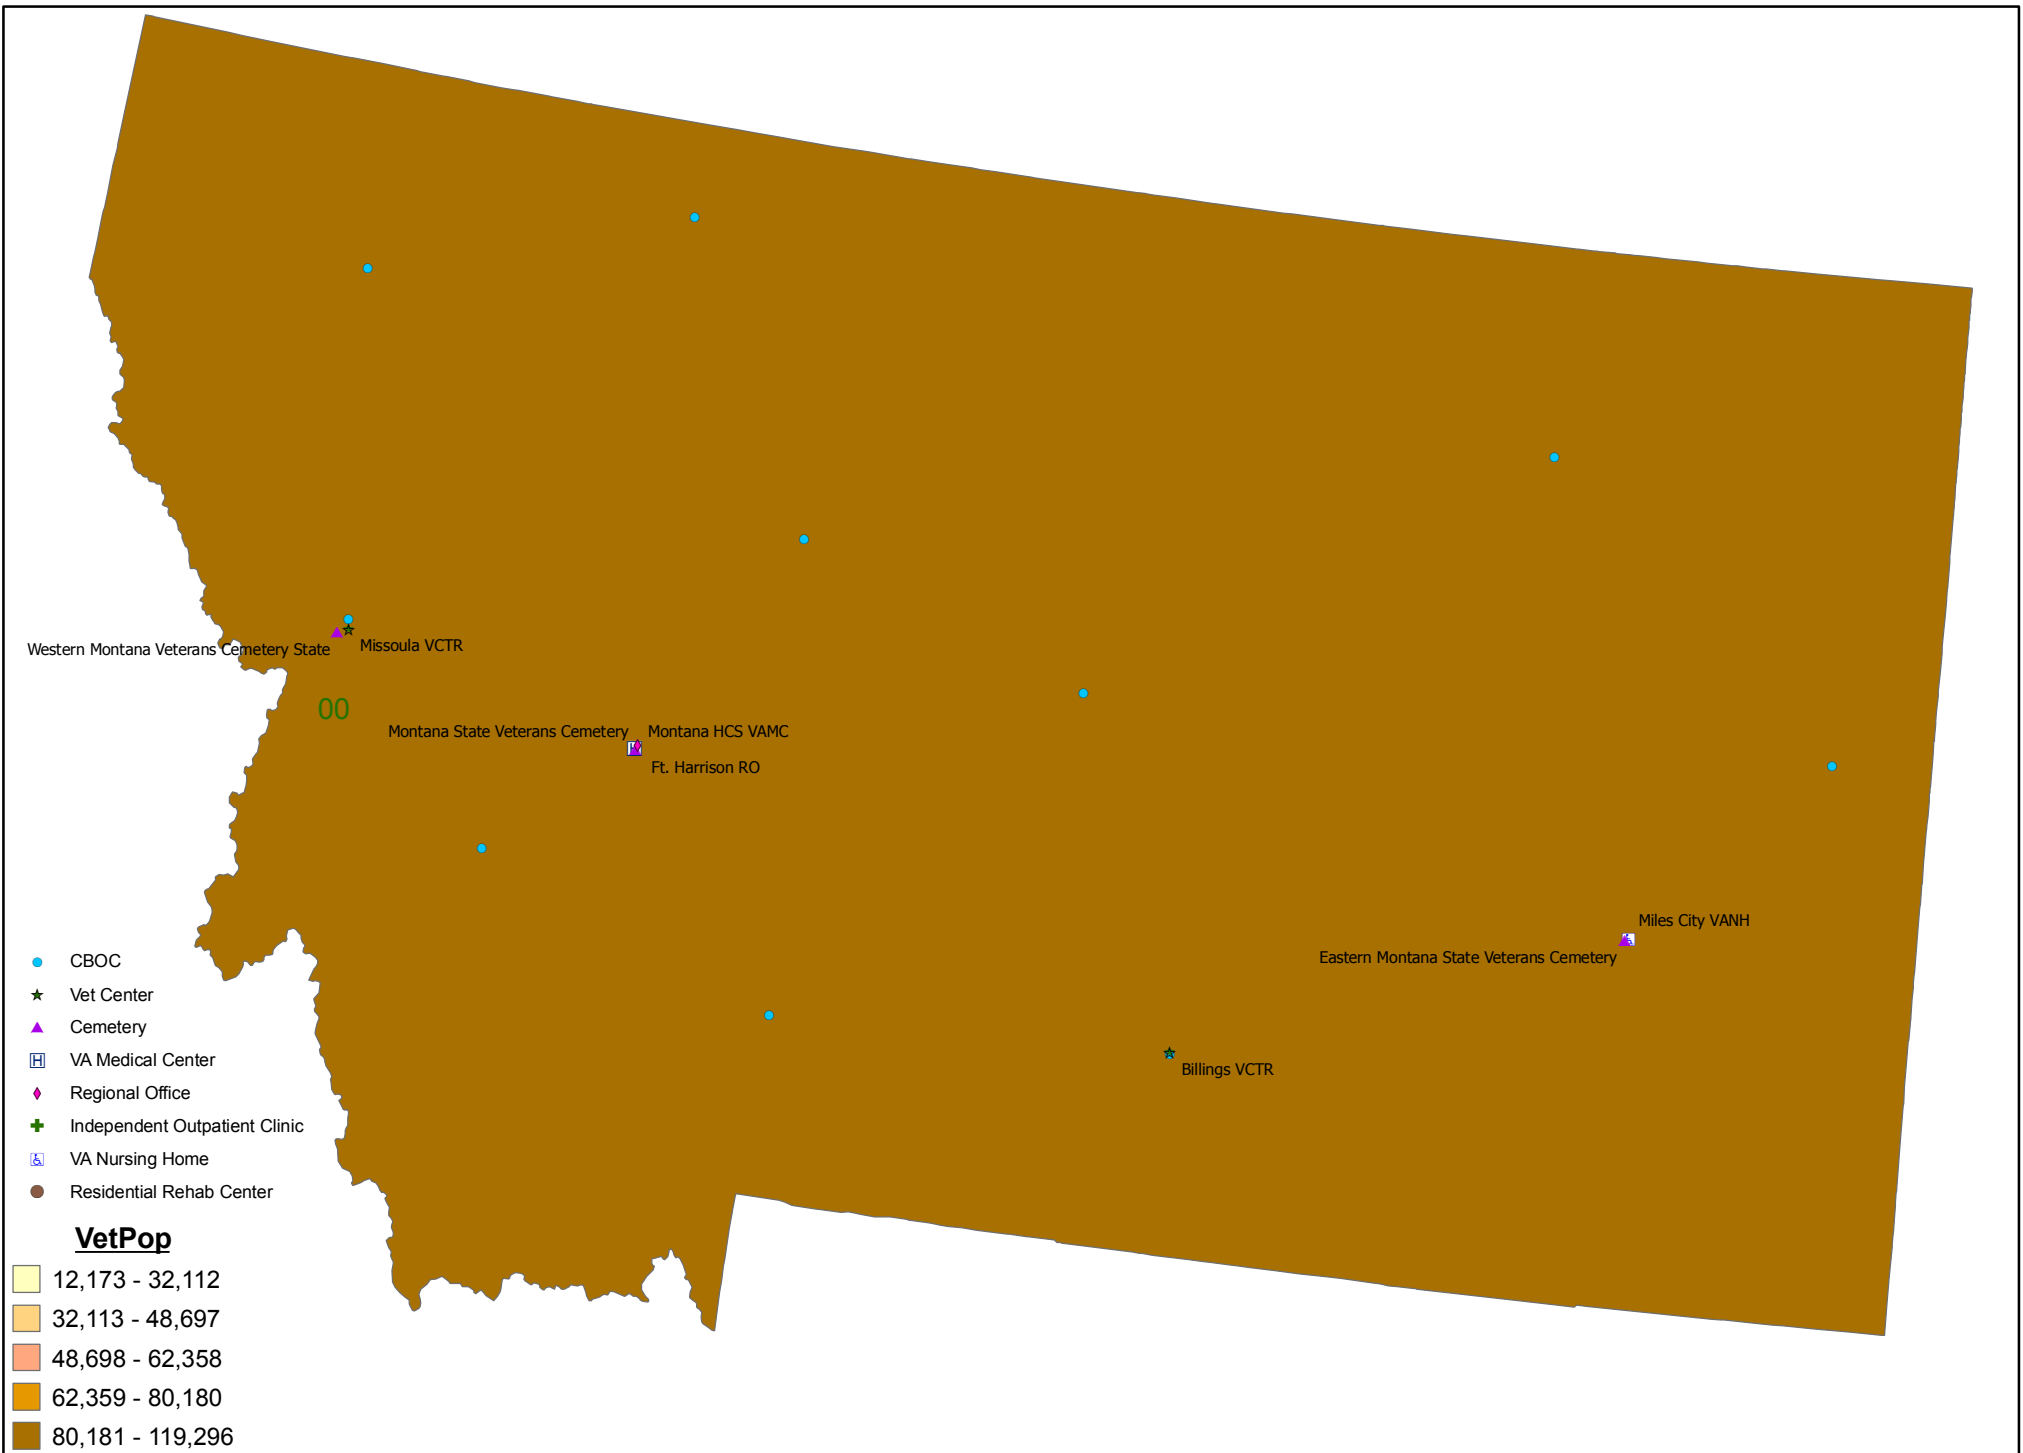 Western Montana Veterans Cemetery State
Missoula VCTR
00
Montana State Veterans Cemetery
Montana HCS VAMC
Ft. Harrison RO
Miles City VANH
Eastern Montana State Veterans Cemetery
Billings VCTR
CBOC
Vet Center
Cemetery
H VA Medical Center
Regional Office
Independent Outpatient Clinic
VA Nursing Home
Residential Rehab Center
VetPop
12,173 - 32,112
32,113 - 48,697
48,698 - 62,358
62,359 - 80,180
80,181 - 119,296